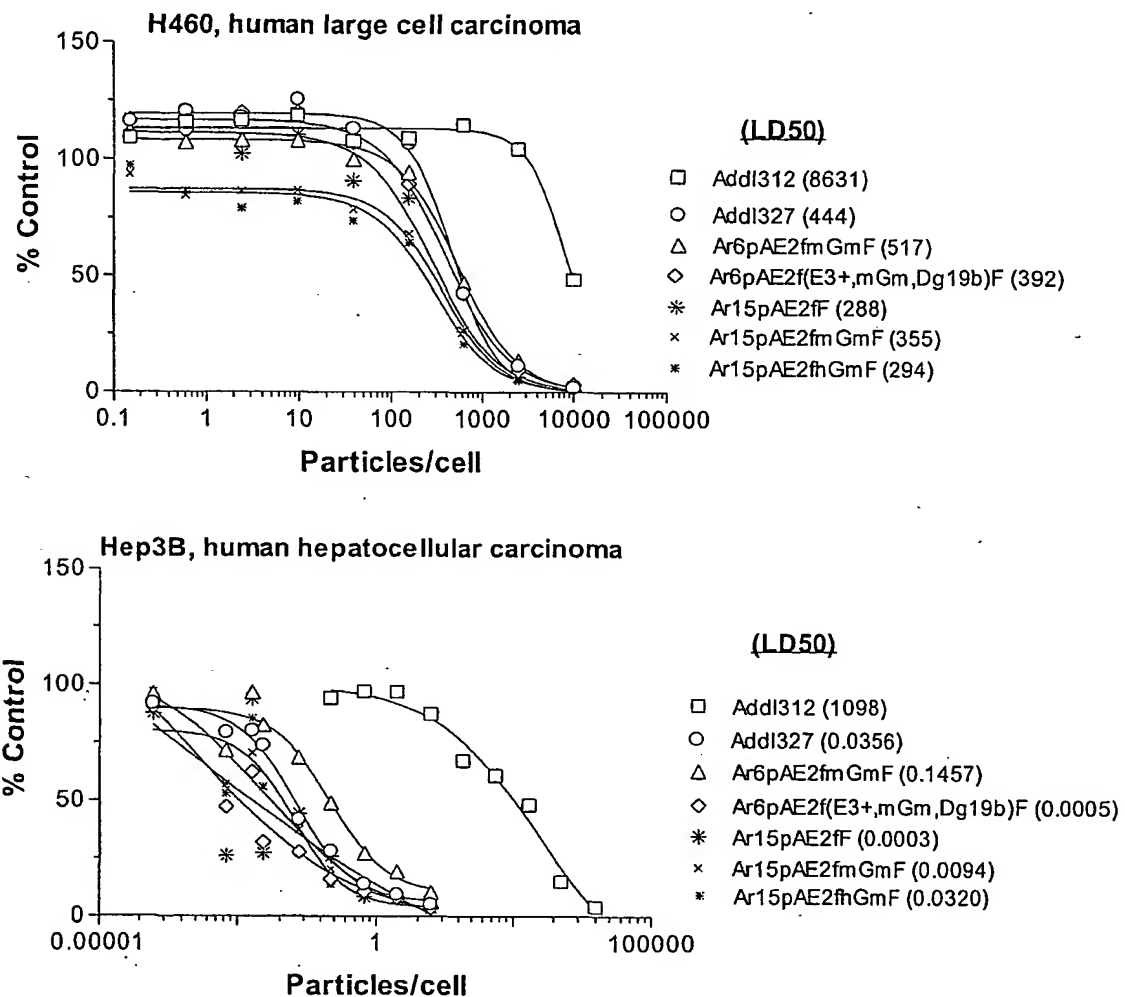 H460, human large cell carcinoma
150
100
50
0
% Control
0.1 1 10 100 1000 10000 100000
Particles/cell
(LD50)
Addl312 (8631)
Addl327 (444)
Ar6pAE2fmGmF (517)
Ar6pAE2f(E3+,mGm,Dg19b)F (392)
Ar15pAE2fF (288)
Ar15pAE2fmGmF (355)
Ar15pAE2fhGmF (294)
Hep3B, human hepatocellular carcinoma
150
100
50
0
% Control
0.00001 1 100000
Particles/cell
(LD50)
Addl312 (1098)
Addl327 (0.0356)
Ar6pAE2fmGmF (0.1457)
Ar6pAE2f(E3+,mGm,Dg19b)F (0.0005)
Ar15pAE2fF (0.0003)
Ar15pAE2fmGmF (0.0094)
Ar15pAE2fhGmF (0.0320)